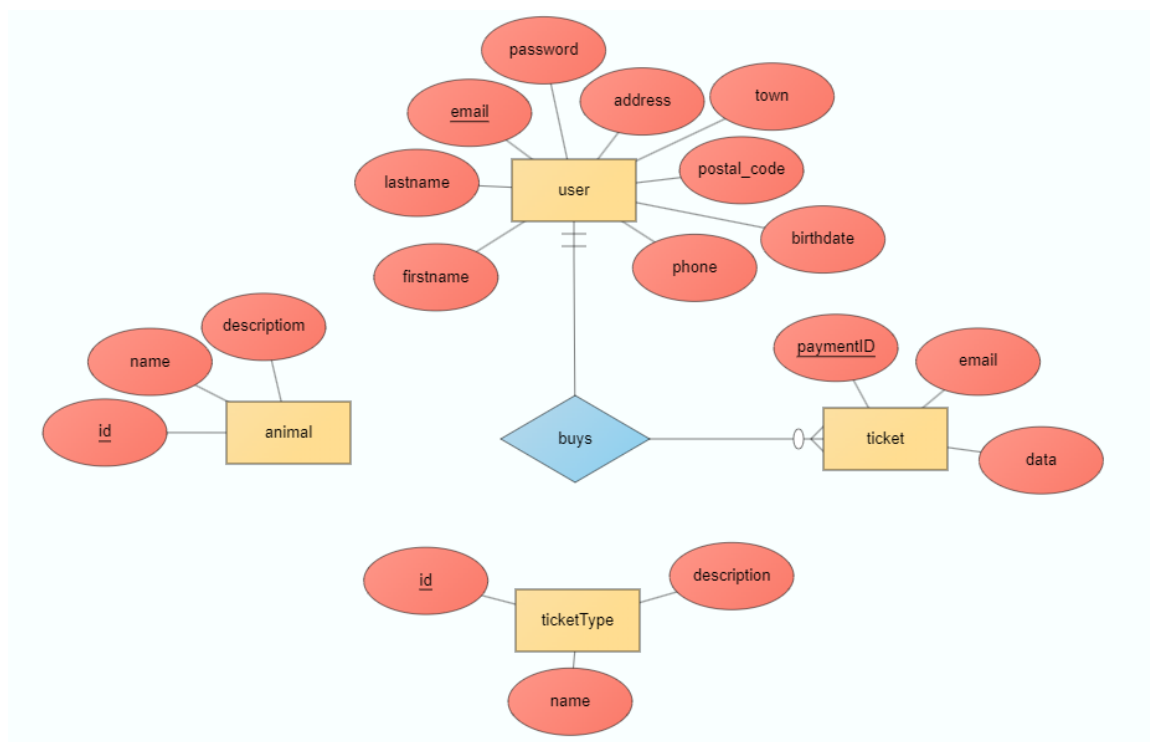 password
address
town
email
postal_code
lastname
user
birthdate
phone
firstname
descriptiom
name
id
animal
buys
paymentID
email
ticket
data
id
description
ticketType
name